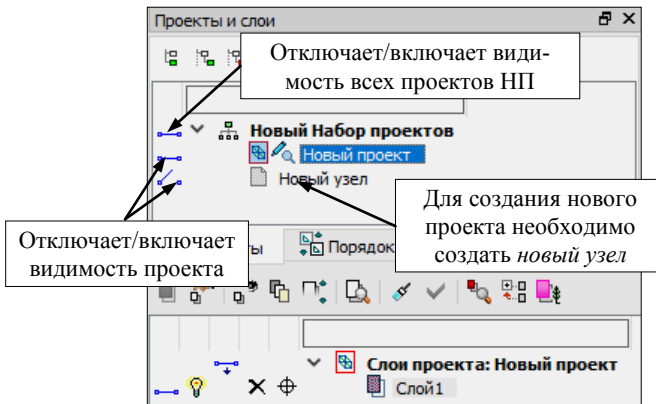 Проекты и слои
Отключает/включает види-
мость всех проектов НП
Новый Набор проектов
Новый проект
Новый узел
Для создания нового
проекта необходимо
создать новый узел
Отключает/включает
видимость проекта
ты
Порядок
Слои проекта: Новый проект
Слой1